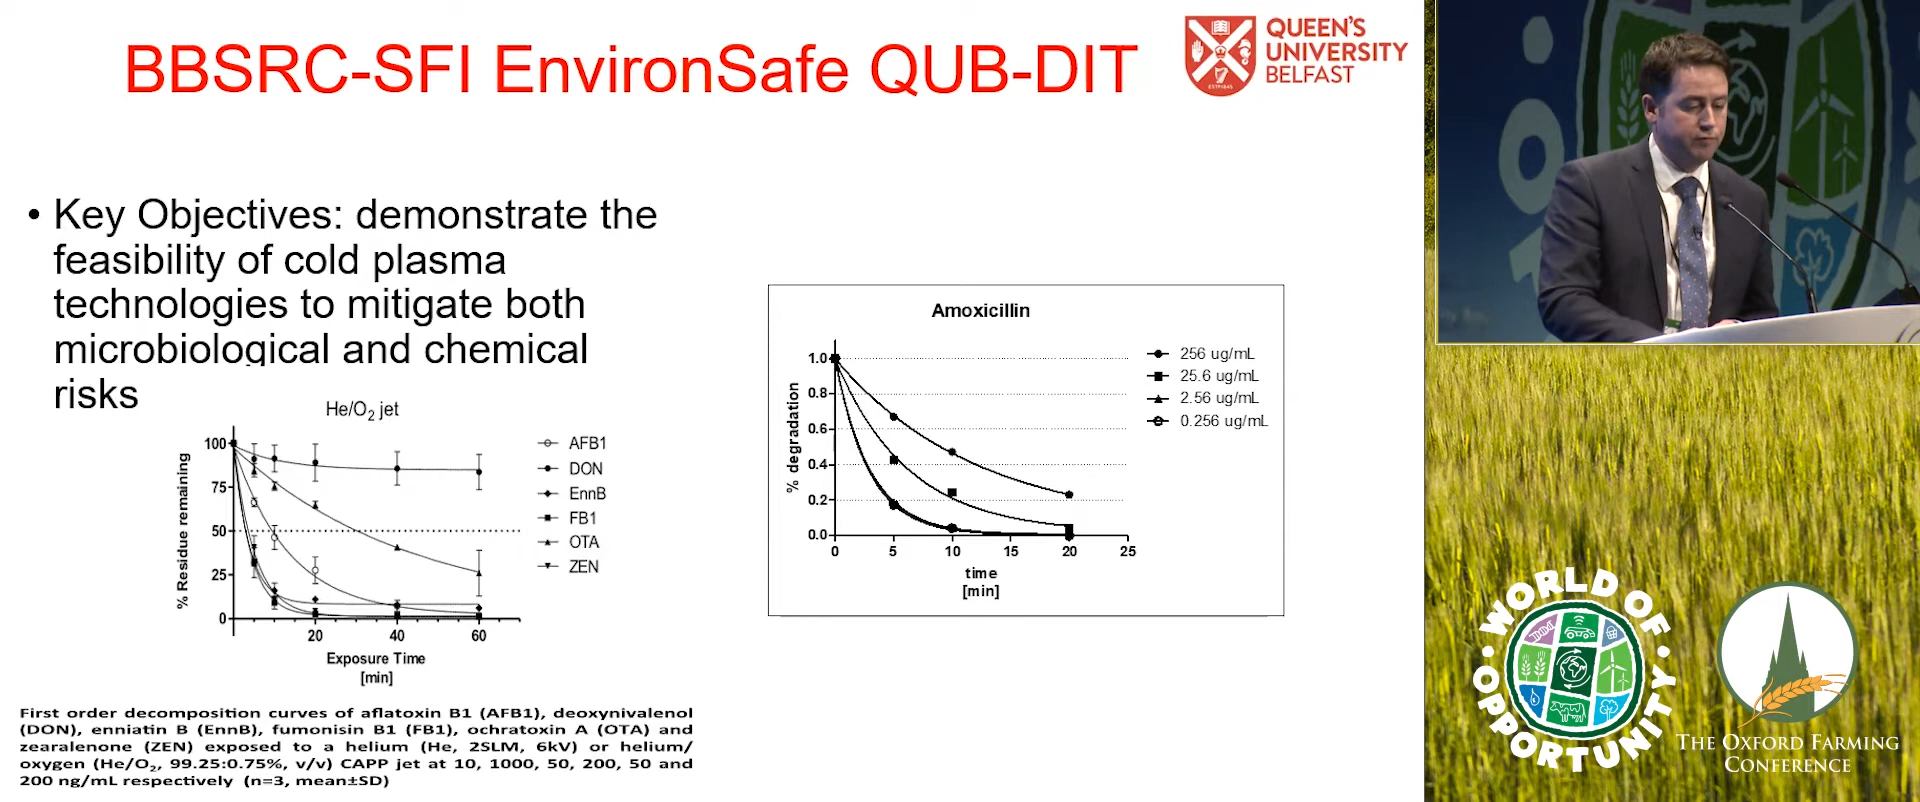 BBSRC-SFI EnvironSafe QUB-DIT
QUEEN'S
UNIVERSITY
BELFAST
ESTD1845
• Key Objectives: demonstrate the
feasibility of cold plasma
technologies to mitigate both
microbiological and chemical
risks
He/O₂ jet
% Residue remaining
100
75
50
25
0
20
40
60
Exposure Time
[min]
AFB1
DON
EnnB
FB1
OTA
ZEN
First order decomposition curves of aflatoxin B1 (AFB1), deoxynivalenol
(DON), enniatin B (EnnB), fumonisin B1 (FB1), ochratoxin A (OTA) and
zearalenone (ZEN) exposed to a helium (He, 2SLM, 6kV) or helium/
oxygen (He/O₂, 99.25:0.75%, v/v) CAPP jet at 10, 1000, 50, 200, 50 and
200 ng/mL respectively (n=3, mean±SD)
Amoxicillin
% degradation
1.0
0.8
0.6
0.4
0.2
0.0
0
5
10
15
20
25
time
[min]
256 ug/mL
25.6 ug/mL
2.56 ug/mL
0.256 ug/mL
WORLD OF
OPPORTUNITY
THE OXFORD FARMING
CONFERENCE